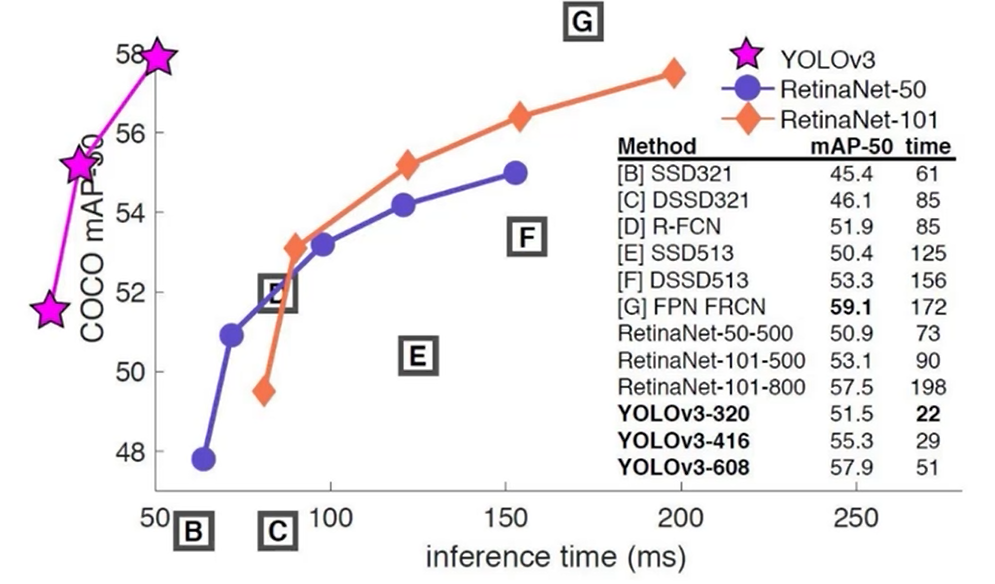 G
58
YOLOv3
RetinaNet-50
RetinaNet-101
56
COCO mAP-50
54
52
50
48
D
F
E
Method mAP-50 time
[B] SSD321 45.4 61
[C] DSSD321 46.1 85
[D] R-FCN 51.9 85
[E] SSD513 50.4 125
[F] DSSD513 53.3 156
[G] FPN FRCN 59.1 172
RetinaNet-50-500 50.9 73
RetinaNet-101-500 53.1 90
RetinaNet-101-800 57.5 198
YOLOv3-320 51.5 22
YOLOv3-416 55.3 29
YOLOv3-608 57.9 51
50 100 150 200 250
B C
inference time (ms)